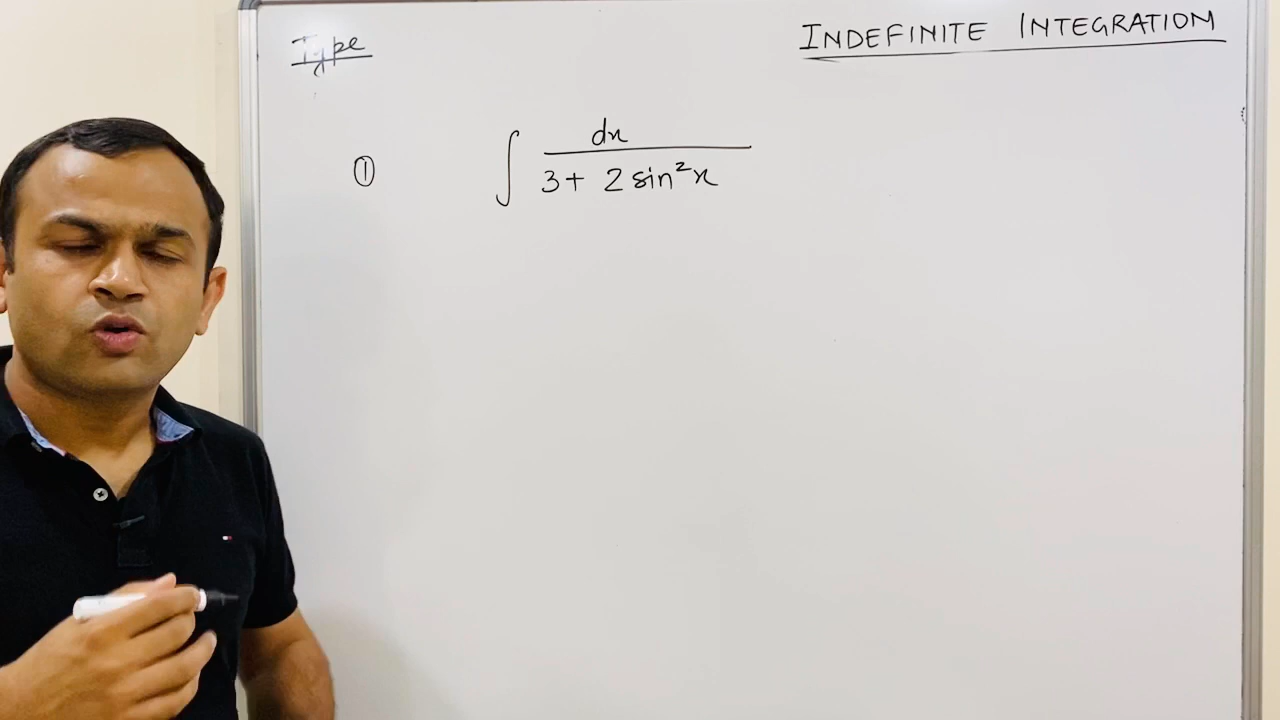 Type
INDEFINITE INTEGRATION
① ∫ dx / (3 + 2 sin²x)